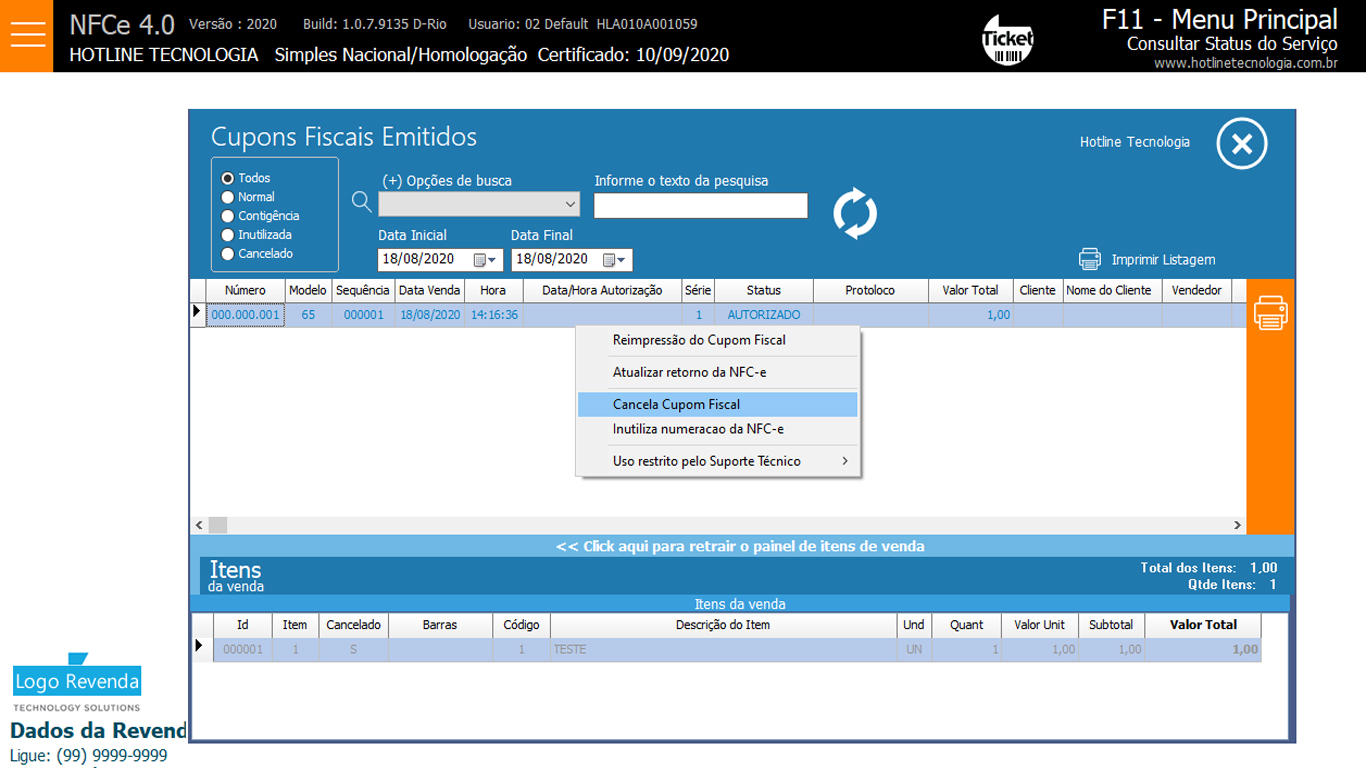 NFCe 4.0 Versão : 2020 Build: 1.0.7.9135 D-Rio Usuario: 02 Default HLA010A001059
HOTLINE TECNOLOGIA Simples Nacional/Homologação Certificado: 10/09/2020
Ticket
F11 - Menu Principal
Consultar Status do Serviço
www.hotlinetecnologia.com.br
Cupons Fiscais Emitidos
Hotline Tecnologia
Todos
Normal
Contigência
Inutilizada
Cancelado
(+) Opções de busca
Informe o texto da pesquisa
Data Inicial Data Final
18/08/2020 18/08/2020
Imprimir Listagem
Número Modelo Sequência Data Venda Hora Data/Hora Autorização Série Status Protoloco Valor Total Cliente Nome do Cliente Vendedor
000.000.001 65 000001 18/08/2020 14:16:36 1 AUTORIZADO 1,00
Reimpressão do Cupom Fiscal
Atualizar retorno da NFC-e
Cancela Cupom Fiscal
Inutiliza numeracao da NFC-e
Uso restrito pelo Suporte Técnico
<< Click aqui para retrair o painel de itens de venda
Itens
da venda
Total dos Itens: 1,00
Qtde Itens: 1
Itens da venda
Id Item Cancelado Barras Código Descrição do Item Und Quant Valor Unit Subtotal Valor Total
000001 1 S 1 TESTE UN 1 1,00 1,00 1,00
Logo Revenda
TECHNOLOGY SOLUTIONS
Dados da Revend
Ligue: (99) 9999-9999